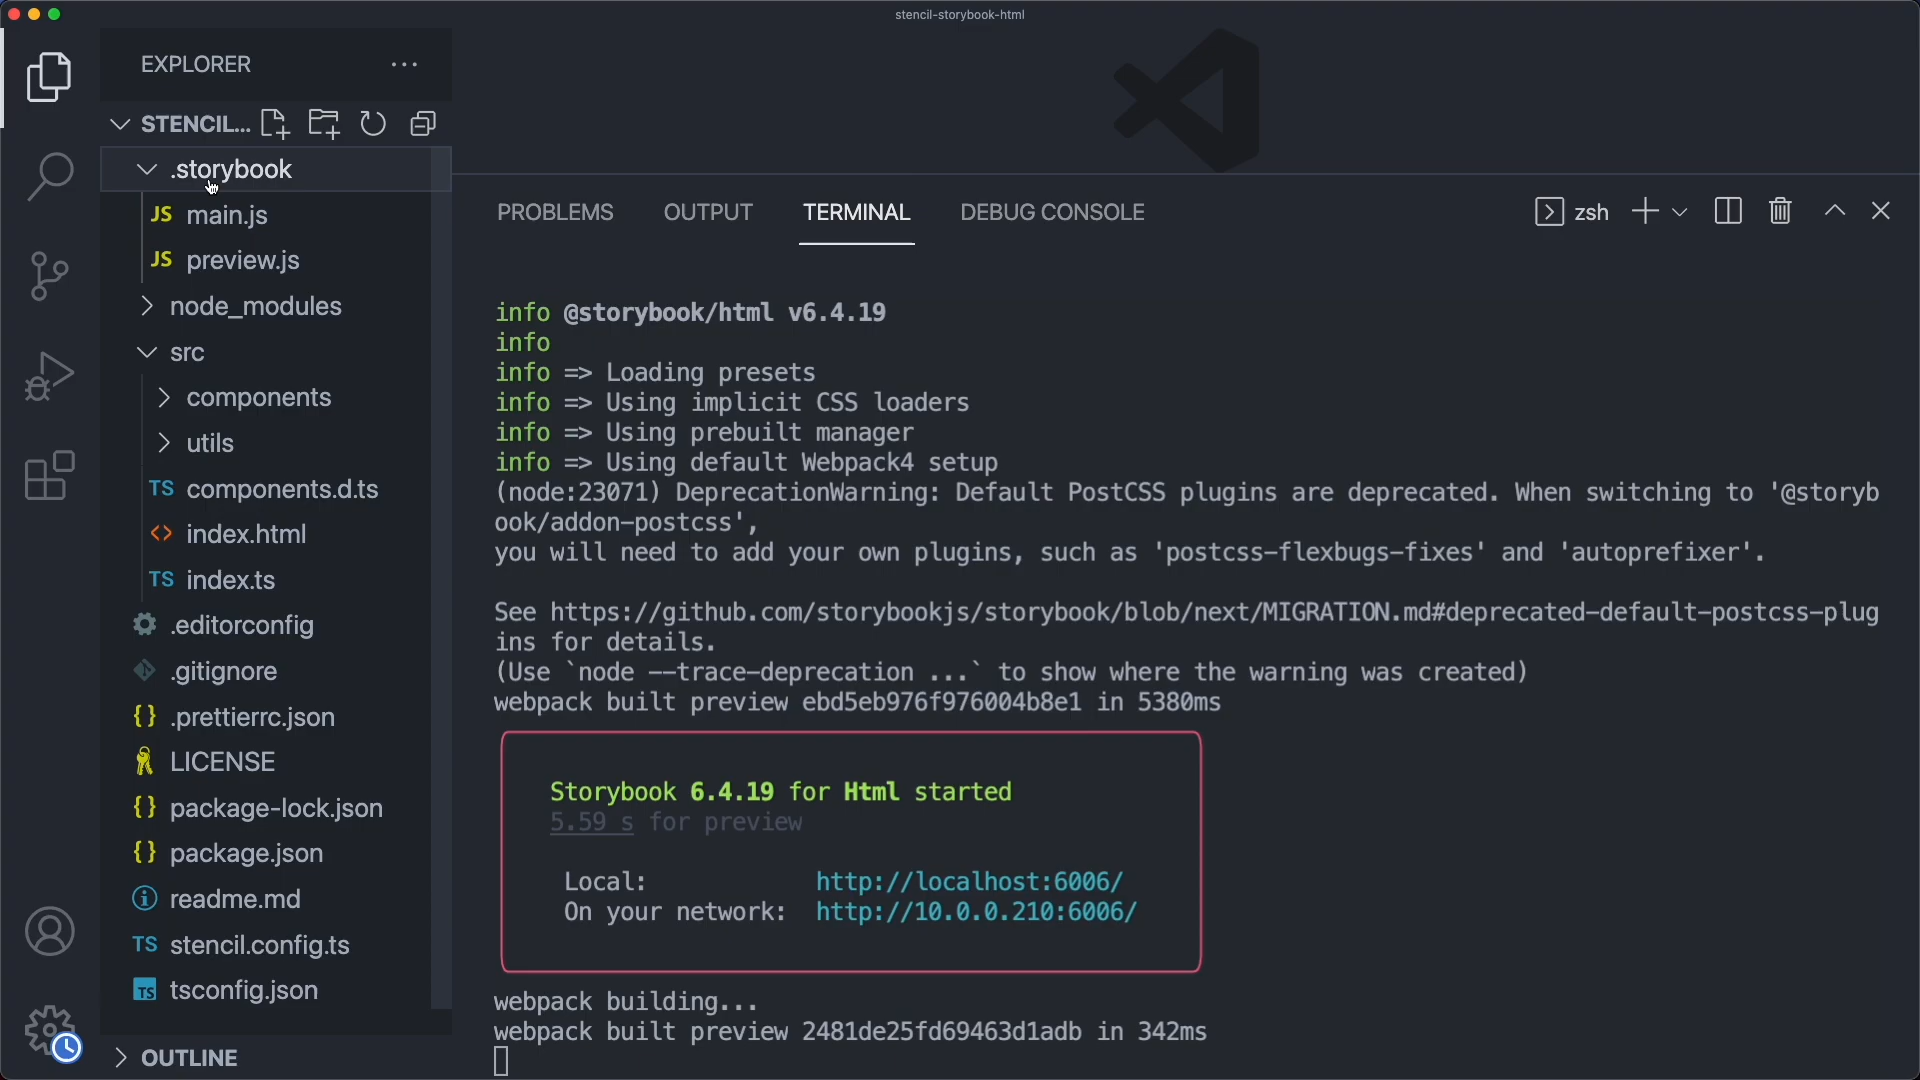 stencil-storybook-html
EXPLORER
STENCIL...
.storybook
JS main.js
JS preview.js
node_modules
src
components
utils
TS components.d.ts
<> index.html
TS index.ts
.editorconfig
.gitignore
{} .prettierrc.json
LICENSE
{} package-lock.json
{} package.json
readme.md
TS stencil.config.ts
TS tsconfig.json
OUTLINE
PROBLEMS OUTPUT TERMINAL DEBUG CONSOLE
zsh
info @storybook/html v6.4.19
info
info => Loading presets
info => Using implicit CSS loaders
info => Using prebuilt manager
info => Using default Webpack4 setup
(node:23071) DeprecationWarning: Default PostCSS plugins are deprecated. When switching to '@storyb
ook/addon-postcss',
you will need to add your own plugins, such as 'postcss-flexbugs-fixes' and 'autoprefixer'.
See https://github.com/storybookjs/storybook/blob/next/MIGRATION.md#deprecated-default-postcss-plug
ins for details.
(Use `node --trace-deprecation ...` to show where the warning was created)
webpack built preview ebd5eb976f976004b8e1 in 5380ms
Storybook 6.4.19 for Html started
5.59 s for preview
Local: http://localhost:6006/
On your network: http://10.0.0.210:6006/
webpack building...
webpack built preview 2481de25fd69463d1adb in 342ms